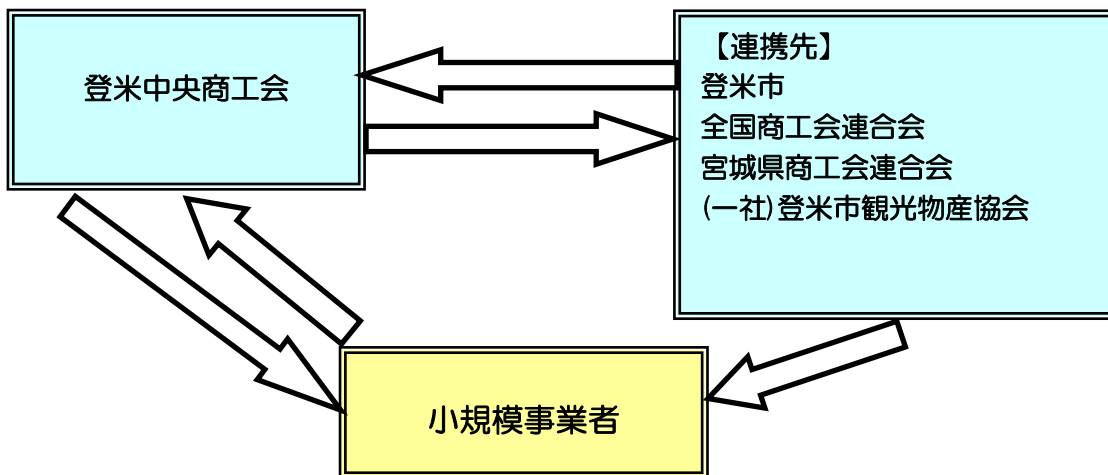 登米中央商工会
【連携先】
登米市
全国商工会連合会
宮城県商工会連合会
(一社)登米市観光物産協会
小規模事業者